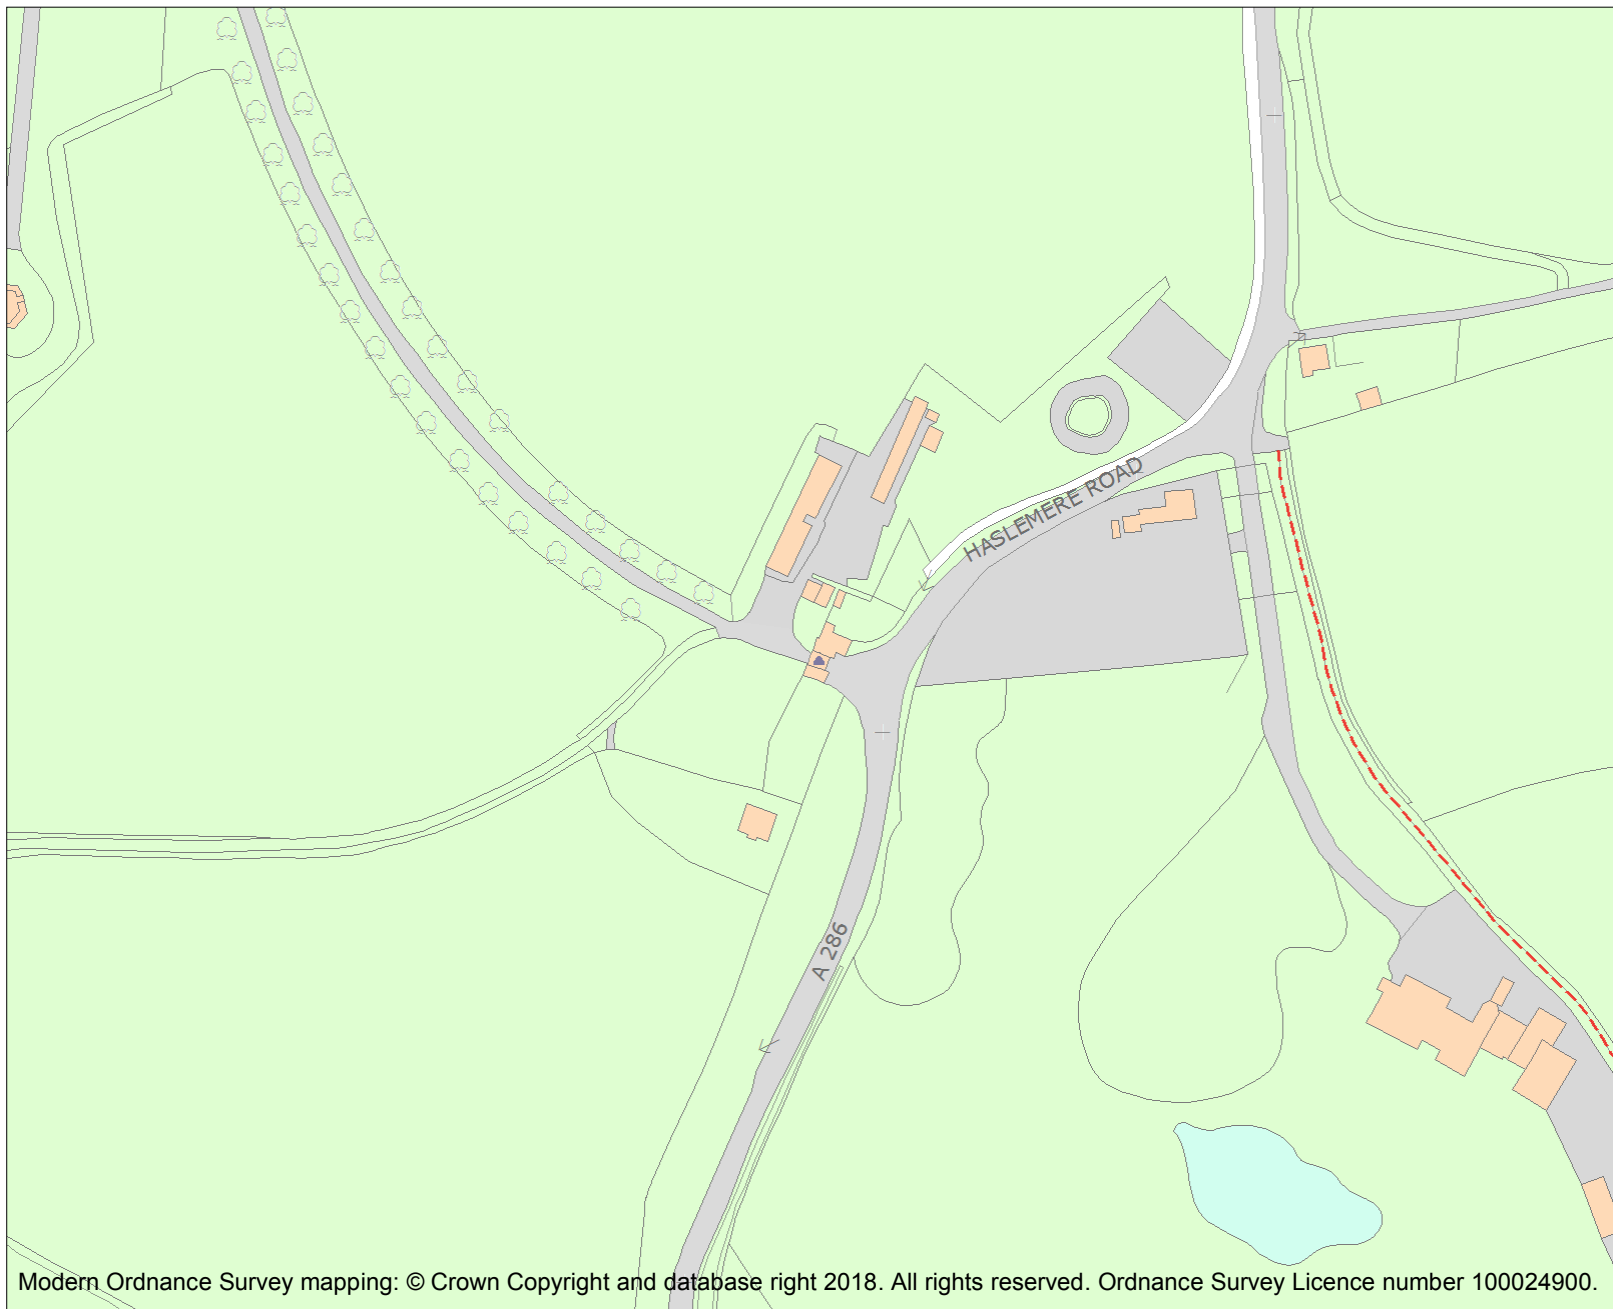 HASLEMERE ROAD
A 286
Modern Ordnance Survey mapping: © Crown Copyright and database right 2018. All rights reserved. Ordnance Survey Licence number 100024900.